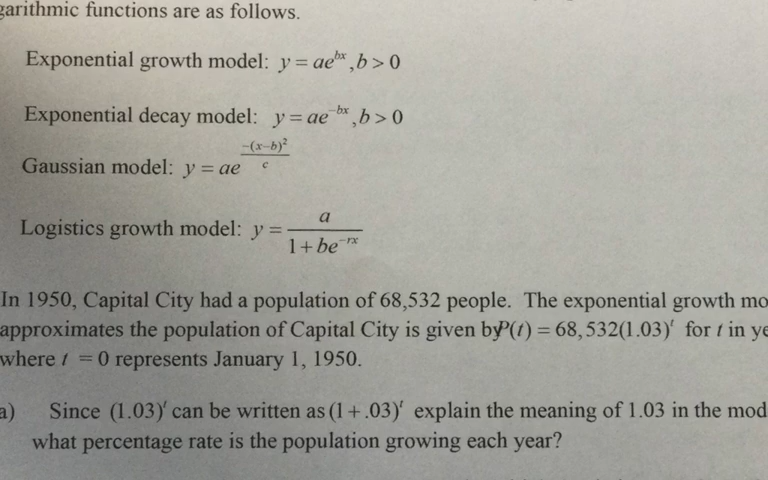 garithmic functions are as follows.
Exponential growth model: y = ae^{bx}, b > 0
Exponential decay model: y = ae^{-bx}, b > 0
Gaussian model: y = ae^{\frac{-(x-b)^2}{c}}
Logistics growth model: y = \frac{a}{1+be^{-rx}}
In 1950, Capital City had a population of 68,532 people. The exponential growth mo
approximates the population of Capital City is given by P(t) = 68,532(1.03)^t for t in ye
where t = 0 represents January 1, 1950.
a) Since (1.03)^t can be written as (1+.03)^t explain the meaning of 1.03 in the mod
what percentage rate is the population growing each year?